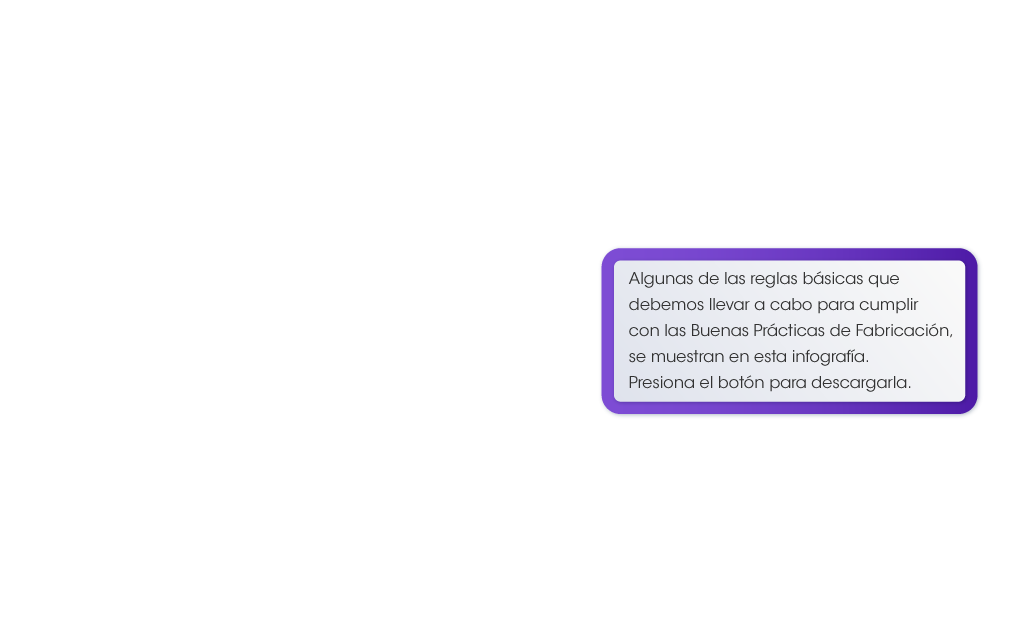 Algunas de las reglas básicas que
debemos llevar a cabo para cumplir
con las Buenas Prácticas de Fabricación,
se muestran en esta infografía.
Presiona el botón para descargarla.